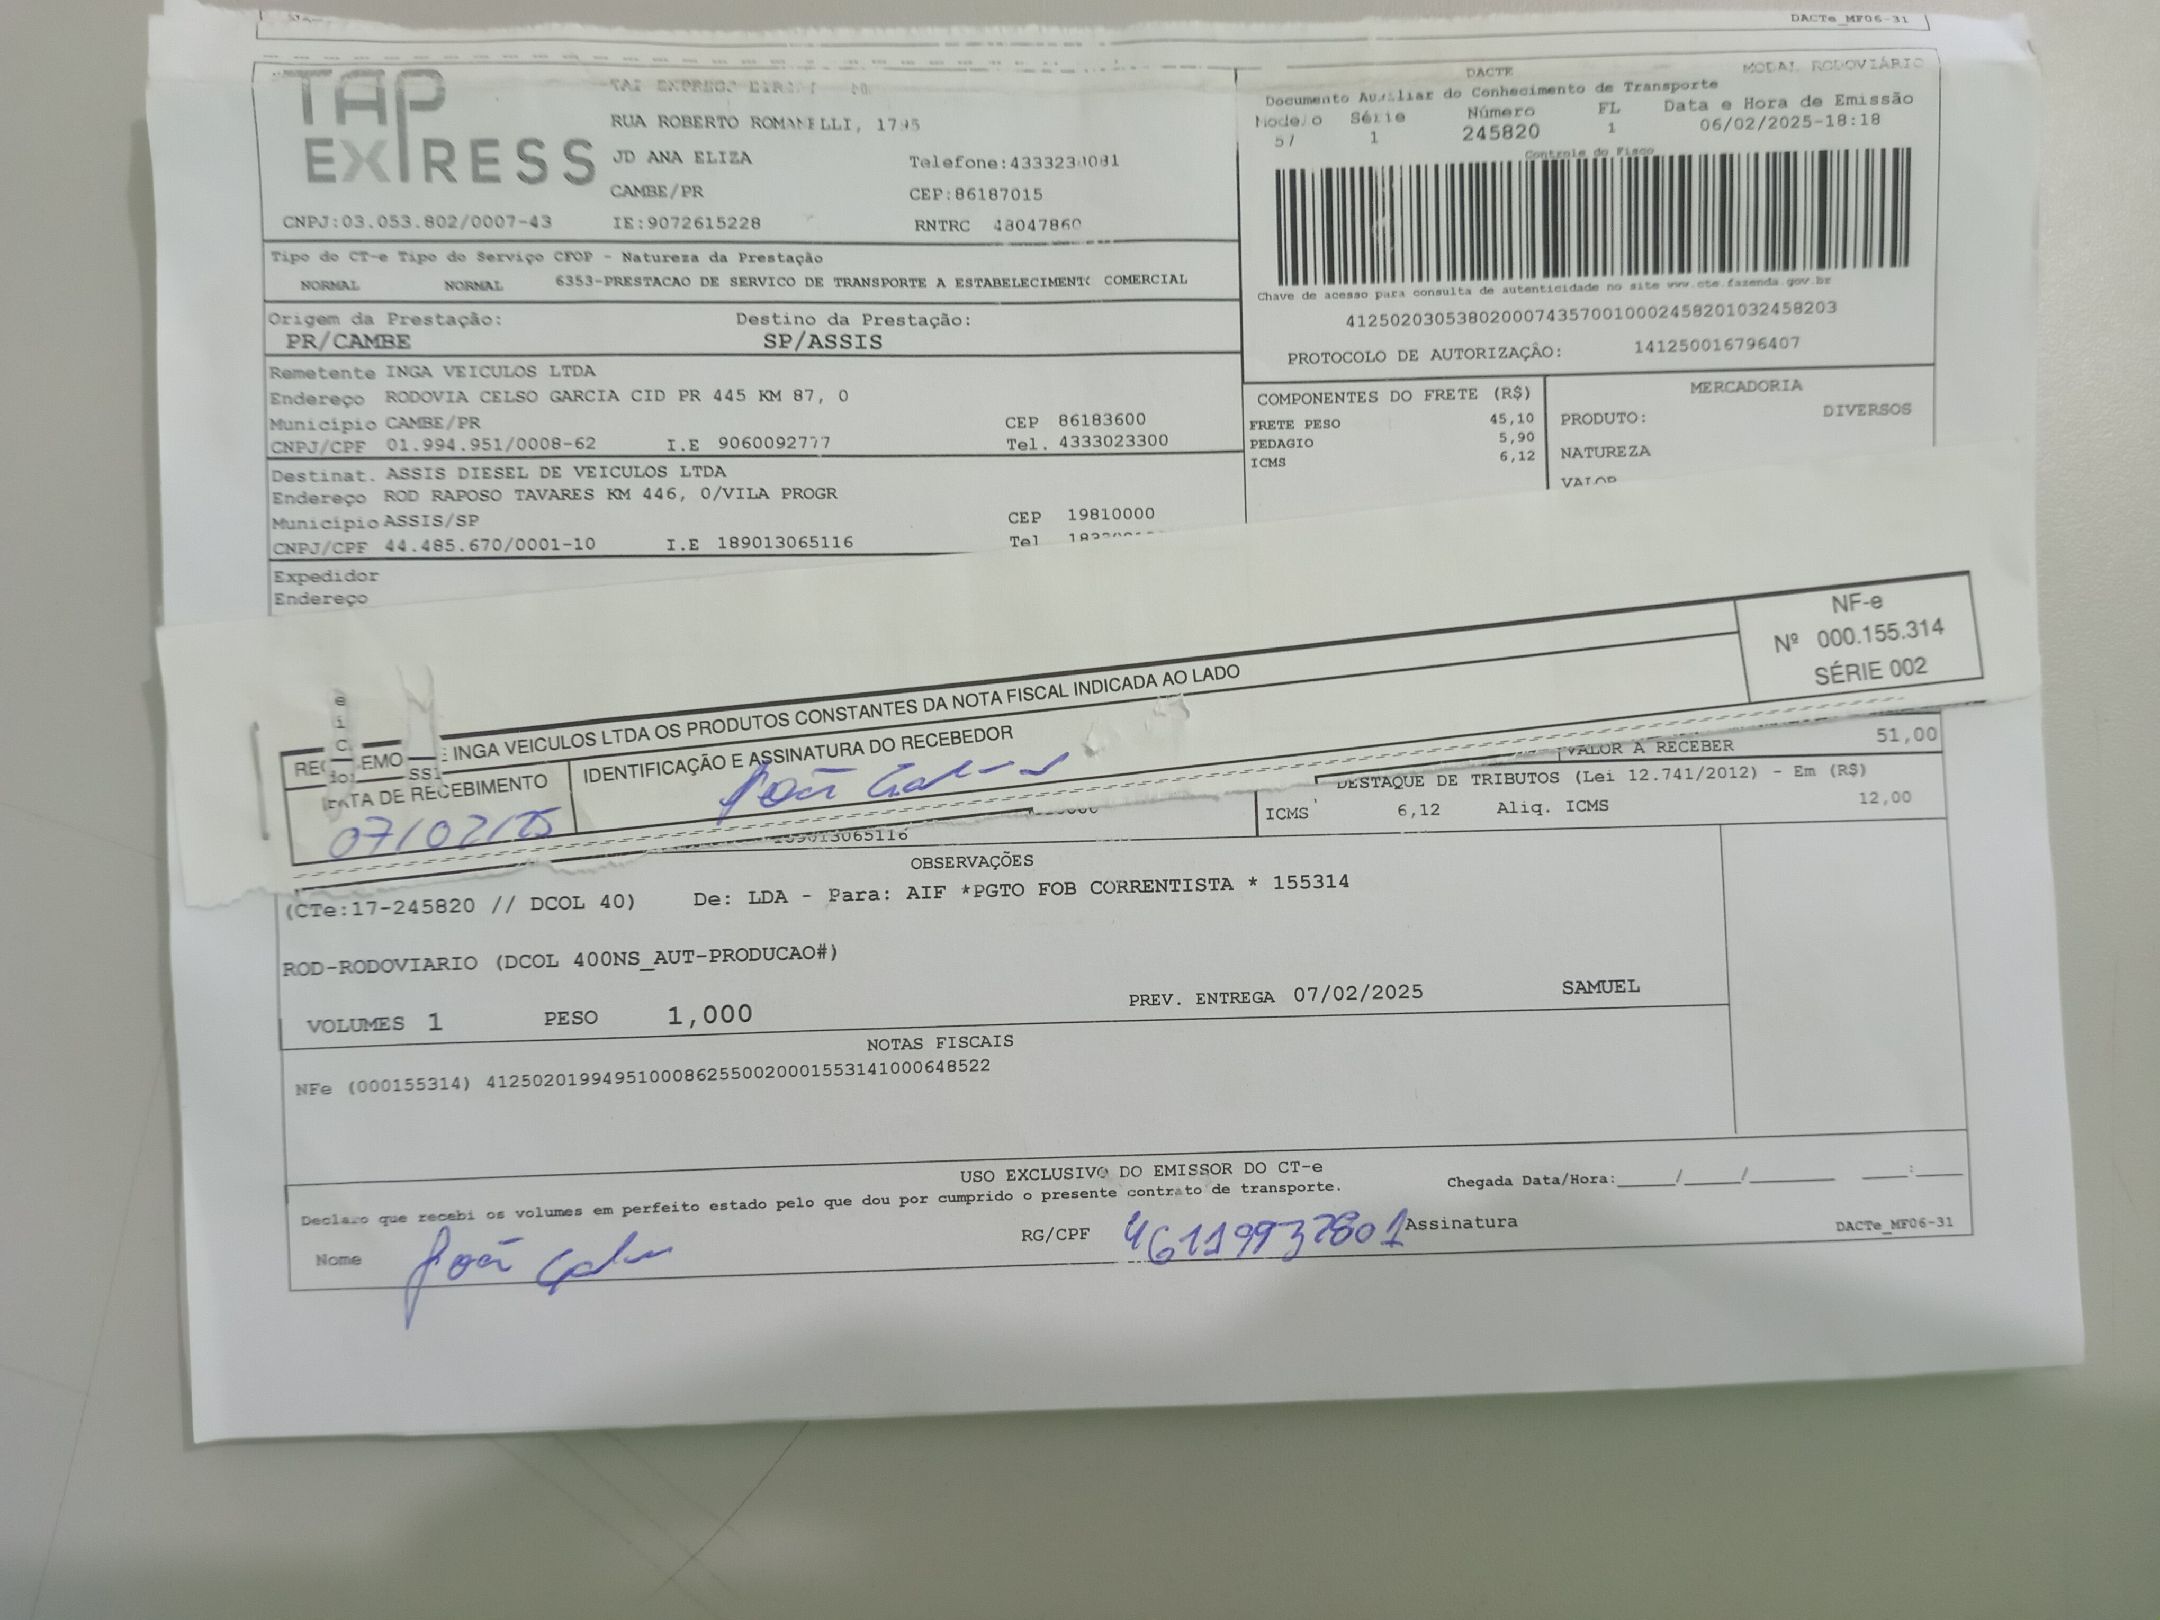 DACTe_MF06-31
TAP
EXPRESS
RUA ROBERTO ROMANELLI, 1795
JD ANA ELIZA
CAMBE/PR
CEP:86187015
CNPJ:03.053.802/0007-43 IE:9072615228 RNTRC 48047860
DACTE
MODAL RODOVIÁRIO
Documento Auxiliar do Conhecimento de Transporte
Modelo Série Número FL Data e Hora de Emissão
57 1 245820 1 06/02/2025-18:18
Controle do Fisco
Chave de acesso para consulta de autenticidade no site www.cte.fazenda.gov.br
41250203053802000743570010002458201032458203
PROTOCOLO DE AUTORIZAÇÃO: 141250016796407
Tipo do CT-e Tipo do Serviço CFOP - Natureza da Prestação
NORMAL NORMAL 6353-PRESTACAO DE SERVICO DE TRANSPORTE A ESTABELECIMENTO COMERCIAL
Origem da Prestação: Destino da Prestação:
PR/CAMBE SP/ASSIS
Remetente INGA VEICULOS LTDA
Endereço RODOVIA CELSO GARCIA CID PR 445 KM 87, 0
Município CAMBE/PR CEP 86183600
CNPJ/CPF 01.994.951/0008-62 I.E 9060092777 Tel. 4333023300
Destinat. ASSIS DIESEL DE VEICULOS LTDA
Endereço ROD RAPOSO TAVARES KM 446, 0/VILA PROGR
Município ASSIS/SP CEP 19810000
CNPJ/CPF 44.485.670/0001-10 I.E 189013065116 Tel
Expedidor
Endereço
COMPONENTES DO FRETE (R$)
FRETE PESO 45,10
PEDAGIO 5,90
ICMS 6,12
MERCADORIA
PRODUTO: DIVERSOS
NATUREZA
VALOR
NF-e
Nº 000.155.314
SÉRIE 002
INGA VEICULOS LTDA OS PRODUTOS CONSTANTES DA NOTA FISCAL INDICADA AO LADO
DATA DE RECEBIMENTO IDENTIFICAÇÃO E ASSINATURA DO RECEBEDOR
07/02/25 João
VALOR A RECEBER 51,00
DESTAQUE DE TRIBUTOS (Lei 12.741/2012) - Em (R$)
ICMS 6,12 Aliq. ICMS 12,00
189013065116
OBSERVAÇÕES
(CTe:17-245820 // DCOL 40) De: LDA - Para: AIF *PGTO FOB CORRENTISTA * 155314
ROD-RODOVIARIO (DCOL 400NS_AUT-PRODUCAO#)
VOLUMES 1 PESO 1,000 PREV. ENTREGA 07/02/2025 SAMUEL
NOTAS FISCAIS
NFe (000155314) 41250201994951000862550020001553141000648522
USO EXCLUSIVO DO EMISSOR DO CT-e
Declaro que recebi os volumes em perfeito estado pelo que dou por cumprido o presente contrato de transporte.
Chegada Data/Hora:_____/_____/________ ____:____
Nome João RG/CPF 46119937801 Assinatura
DACTe_MF06-31